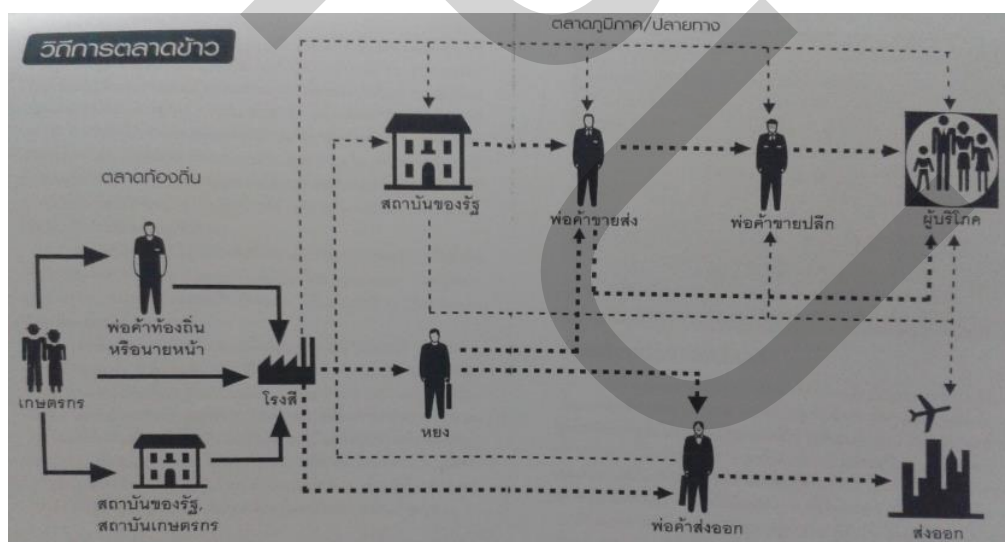 วิถีการตลาดข้าว
ตลาดภูมิภาค/ปลายทาง
ตลาดท้องถิ่น
สถาบันของรัฐ
พ่อค้าขายส่ง
พ่อค้าขายปลีก
ผู้บริโภค
พ่อค้าท้องถิ่น
หรือนายหน้า
เกษตรกร
โรงสี
หยง
สถาบันของรัฐ,
สถาบันเกษตรกร
พ่อค้าส่งออก
ส่งออก